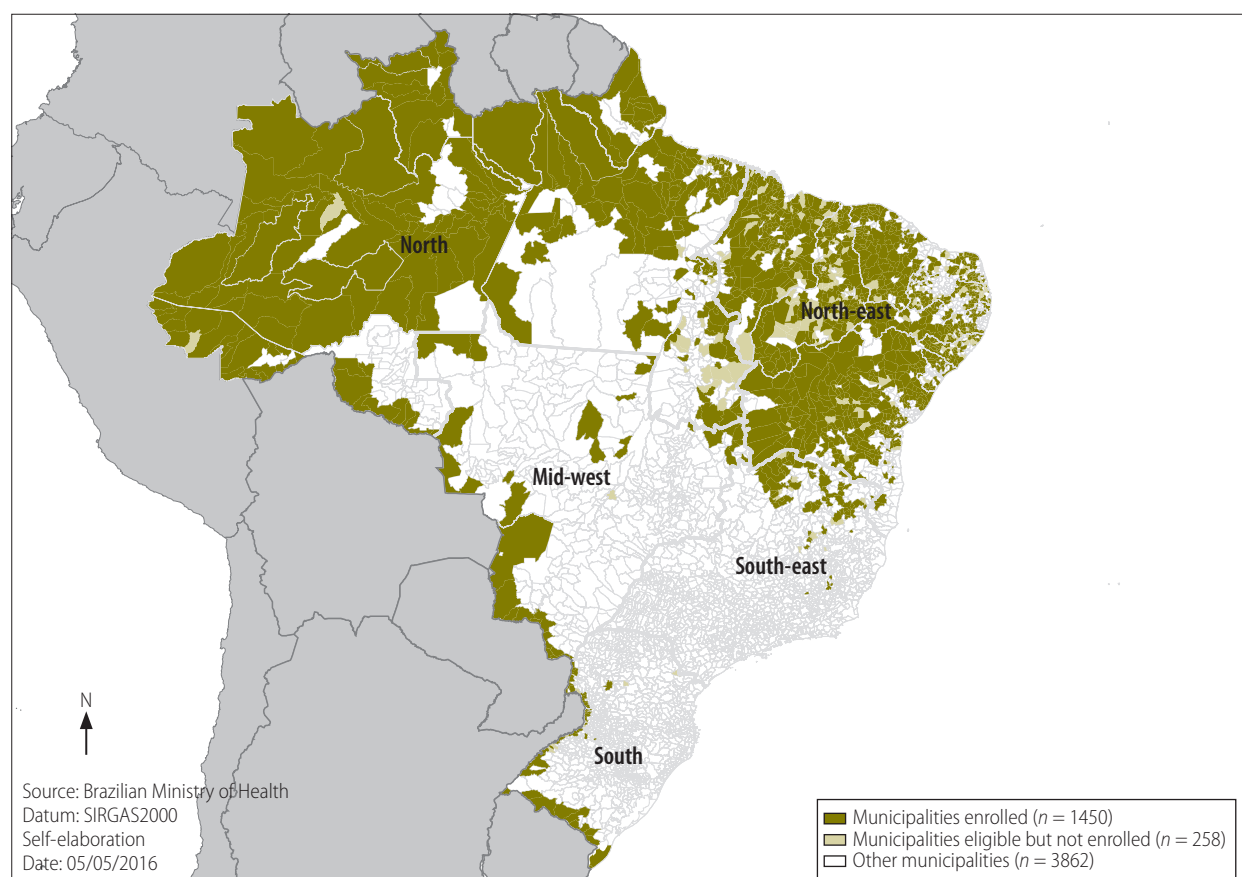 North
North-east
Mid-west
South-east
South
N
Source: Brazilian Ministry of Health
Datum: SIRGAS2000
Self-elaboration
Date: 05/05/2016
Municipalities enrolled (n = 1450)
Municipalities eligible but not enrolled (n = 258)
Other municipalities (n = 3862)